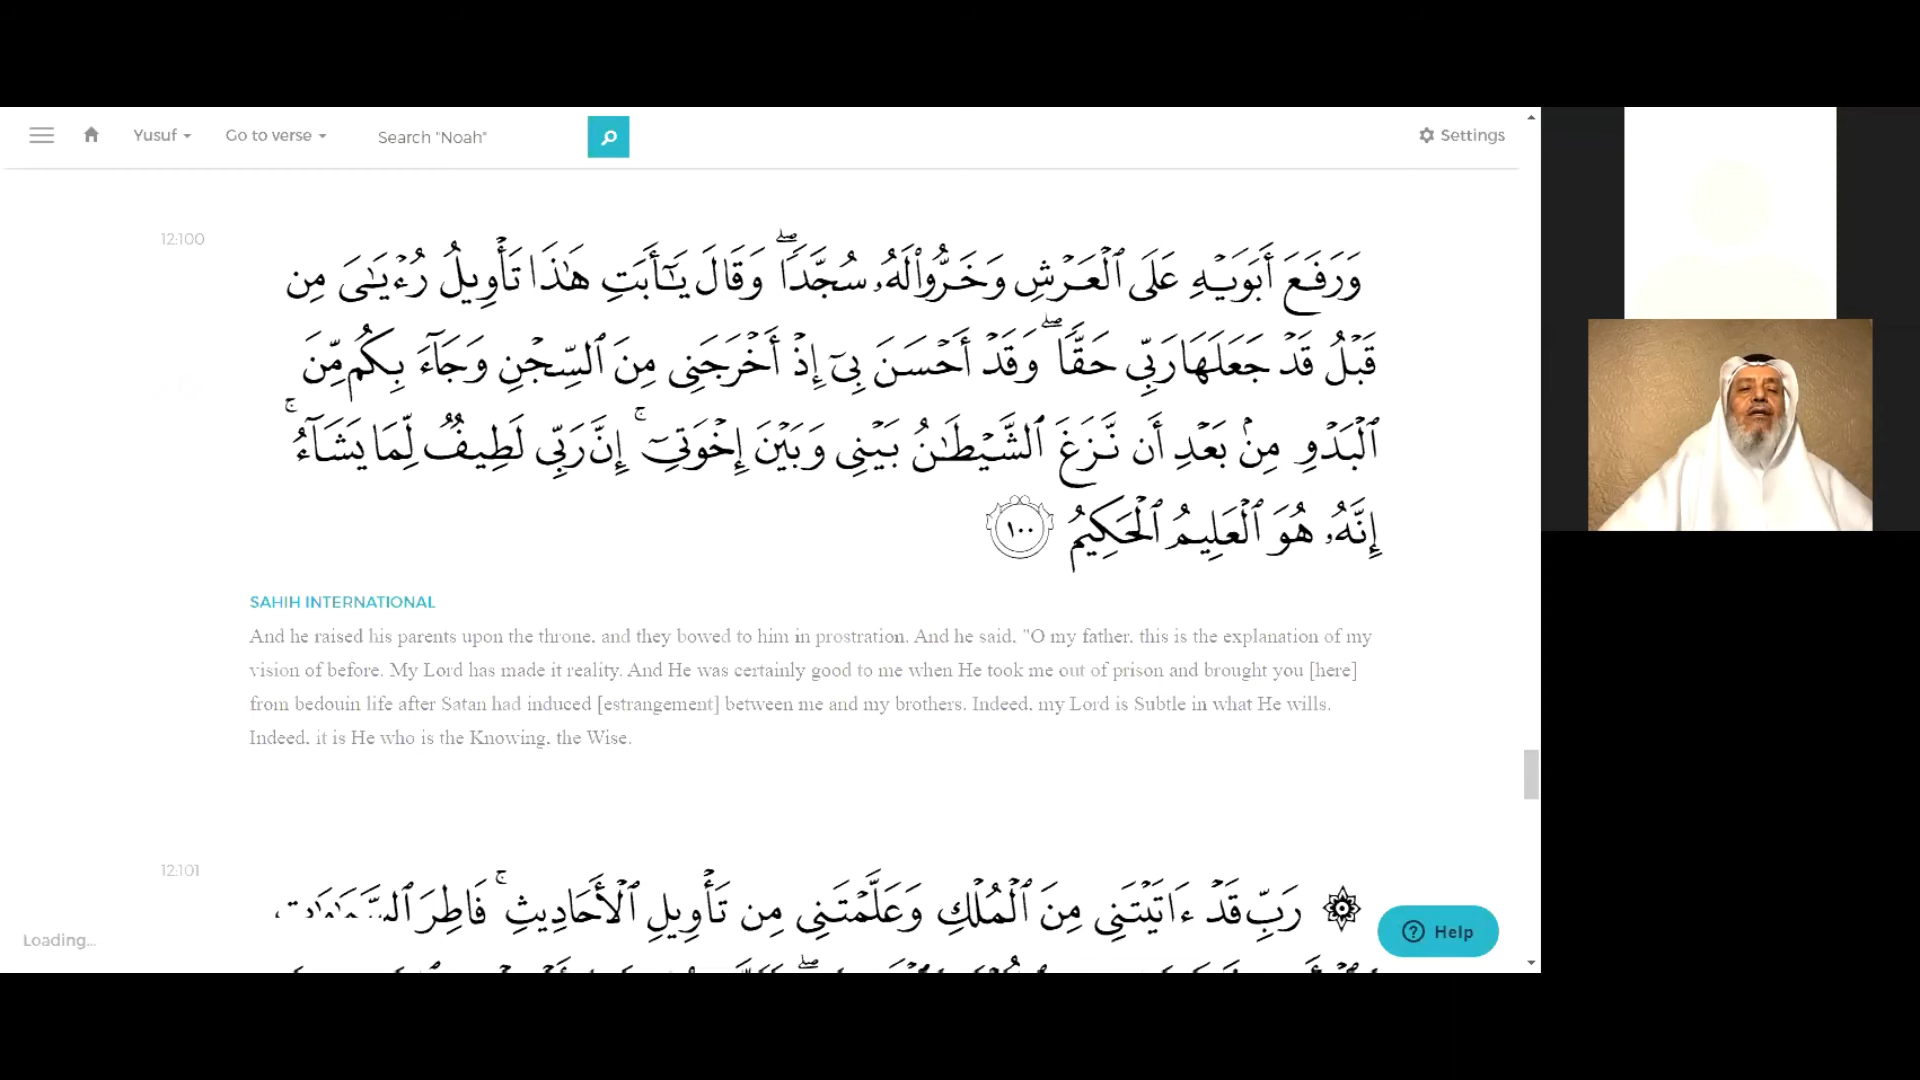 Yusuf
Go to verse
Search "Noah"
Settings
12:100
وَرَفَعَ أَبَوَيْهِ عَلَى ٱلْعَرْشِ وَخَرُّوا۟ لَهُۥ سُجَّدًا ۖ وَقَالَ يَـٰٓأَبَتِ هَـٰذَا تَأْوِيلُ رُءْيَـٰىَ مِن
قَبْلُ قَدْ جَعَلَهَا رَبِّى حَقًّا ۖ وَقَدْ أَحْسَنَ بِىٓ إِذْ أَخْرَجَنِى مِنَ ٱلسِّجْنِ وَجَآءَ بِكُم مِّنَ
ٱلْبَدْوِ مِنۢ بَعْدِ أَن نَّزَغَ ٱلشَّيْطَـٰنُ بَيْنِى وَبَيْنَ إِخْوَتِىٓ ۚ إِنَّ رَبِّى لَطِيفٌ لِّمَا يَشَآءُ ۚ
إِنَّهُۥ هُوَ ٱلْعَلِيمُ ٱلْحَكِيمُ ١٠٠
SAHIH INTERNATIONAL
And he raised his parents upon the throne, and they bowed to him in prostration. And he said, "O my father, this is the explanation of my
vision of before. My Lord has made it reality. And He was certainly good to me when He took me out of prison and brought you [here]
from bedouin life after Satan had induced [estrangement] between me and my brothers. Indeed, my Lord is Subtle in what He wills.
Indeed, it is He who is the Knowing, the Wise.
12:101
۞ رَبِّ قَدْ ءَاتَيْتَنِى مِنَ ٱلْمُلْكِ وَعَلَّمْتَنِى مِن تَأْوِيلِ ٱلْأَحَادِيثِ ۚ فَاطِرَ ٱلسَّمَـٰوَٰتِ
Loading...
Help